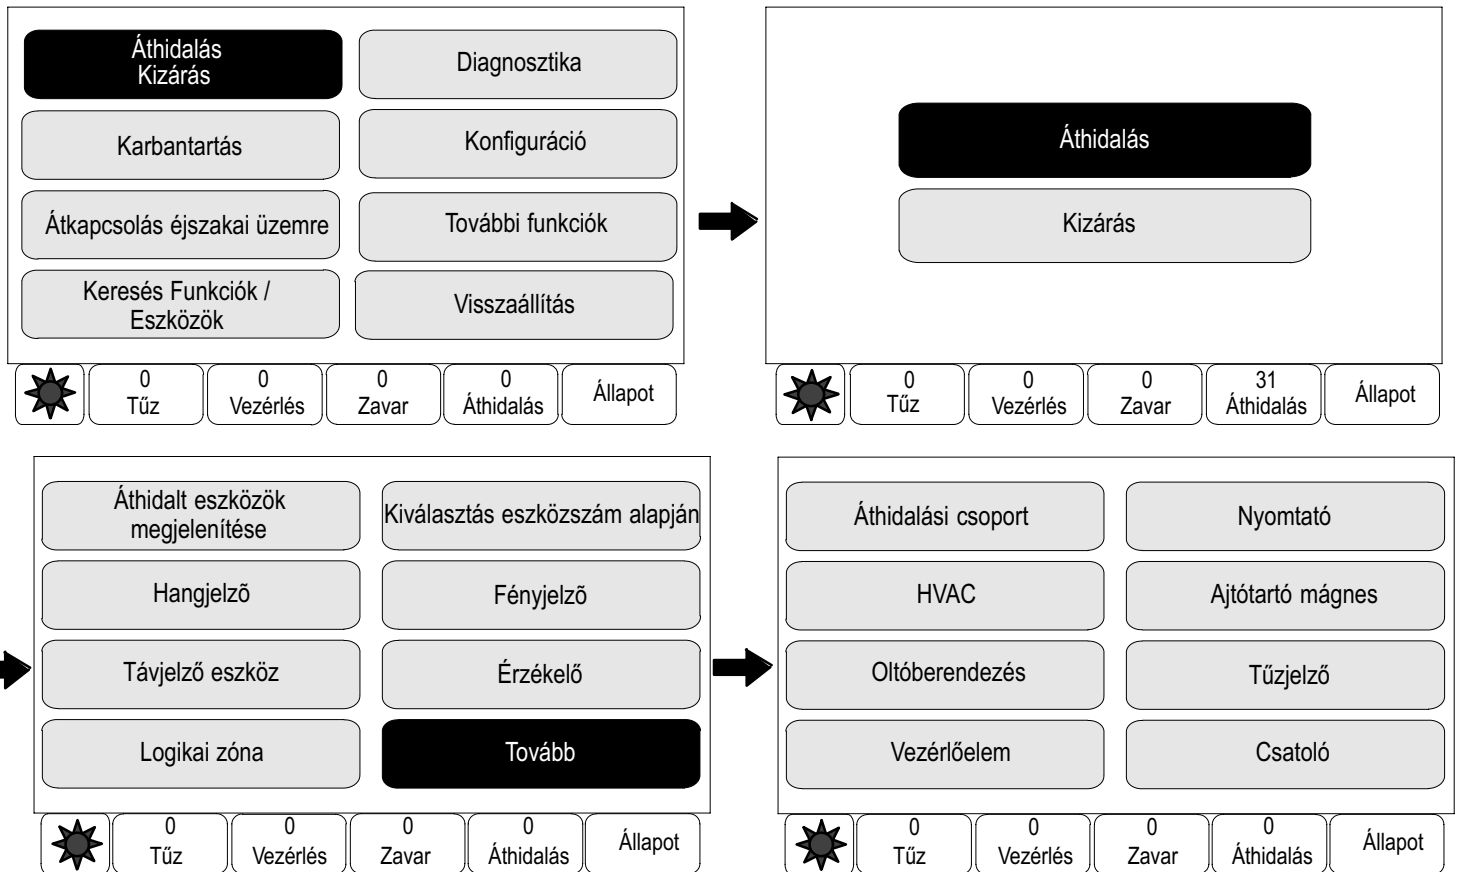 Áthidalás
Kizárás
Diagnosztika
Karbantartás
Konfiguráció
Átkapcsolás éjszakai üzemre
További funkciók
Keresés Funkciók /
Eszközök
Visszaállítás
0
Tűz
0
Vezérlés
0
Zavar
0
Áthidalás
Állapot
Áthidalás
Kizárás
0
Tűz
0
Vezérlés
0
Zavar
31
Áthidalás
Állapot
Áthidalt eszközök
megjelenítése
Kiválasztás eszközszám alapján
Hangjelzõ
Fényjelzõ
Távjelző eszköz
Érzékelő
Logikai zóna
Tovább
0
Tűz
0
Vezérlés
0
Zavar
0
Áthidalás
Állapot
Áthidalási csoport
Nyomtató
HVAC
Ajtótartó mágnes
Oltóberendezés
Tűzjelző
Vezérlőelem
Csatoló
0
Tűz
0
Vezérlés
0
Zavar
0
Áthidalás
Állapot